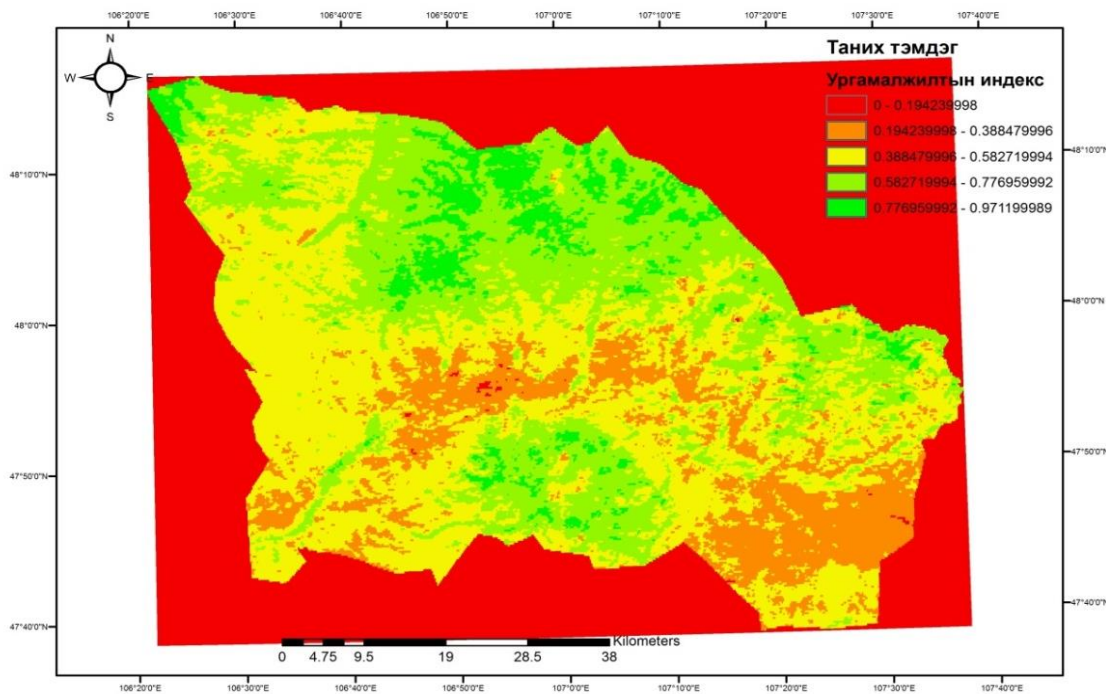 106°20'0"E 106°30'0"E 106°40'0"E 106°50'0"E 107°0'0"E 107°10'0"E 107°20'0"E 107°30'0"E 107°40'0"E
N
W E
S
Таних тэмдэг
Ургамалжилтын индекс
0 - 0.194239998
0.194239998 - 0.388479996
0.388479996 - 0.582719994
0.582719994 - 0.776959992
0.776959992 - 0.971199989
48°10'0"N 48°10'0"N
48°0'0"N 48°0'0"N
47°50'0"N 47°50'0"N
47°40'0"N 47°40'0"N
Kilometers
0 4.75 9.5 19 28.5 38
106°20'0"E 106°30'0"E 106°40'0"E 106°50'0"E 107°0'0"E 107°10'0"E 107°20'0"E 107°30'0"E